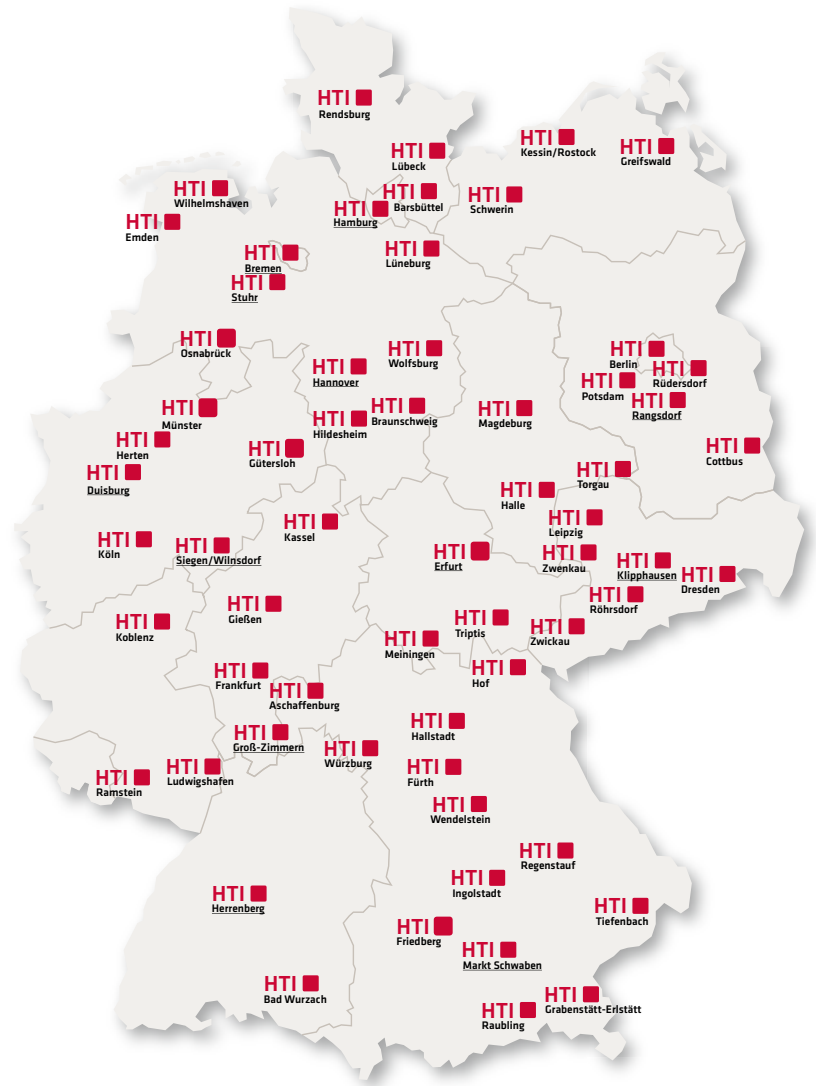 HTI
Rendsburg
HTI
Kessin/Rostock
HTI
Greifswald
HTI
Lübeck
HTI
Wilhelmshaven
HTI
Barsbüttel
HTI
Schwerin
HTI
Hamburg
HTI
Emden
HTI
Lüneburg
HTI
Bremen
HTI
Stuhr
HTI
Osnabrück
HTI
Wolfsburg
HTI
Berlin
HTI
Hannover
HTI
Rüdersdorf
HTI
Potsdam
HTI
Rangsdorf
HTI
Münster
HTI
Braunschweig
HTI
Magdeburg
HTI
Hildesheim
HTI
Herten
HTI
Gütersloh
HTI
Cottbus
HTI
Duisburg
HTI
Torgau
HTI
Halle
HTI
Leipzig
HTI
Kassel
HTI
Köln
HTI
Siegen/Wilnsdorf
HTI
Erfurt
HTI
Zwenkau
HTI
Klipphausen
HTI
Dresden
HTI
Röhrsdorf
HTI
Gießen
HTI
Koblenz
HTI
Triptis
HTI
Zwickau
HTI
Meiningen
HTI
Hof
HTI
Frankfurt
HTI
Aschaffenburg
HTI
Hallstadt
HTI
Groß-Zimmern
HTI
Würzburg
HTI
Ludwigshafen
HTI
Fürth
HTI
Ramstein
HTI
Wendelstein
HTI
Regenstauf
HTI
Ingolstadt
HTI
Herrenberg
HTI
Tiefenbach
HTI
Friedberg
HTI
Markt Schwaben
HTI
Bad Wurzach
HTI
Grabenstätt-Erlstätt
HTI
Raubling